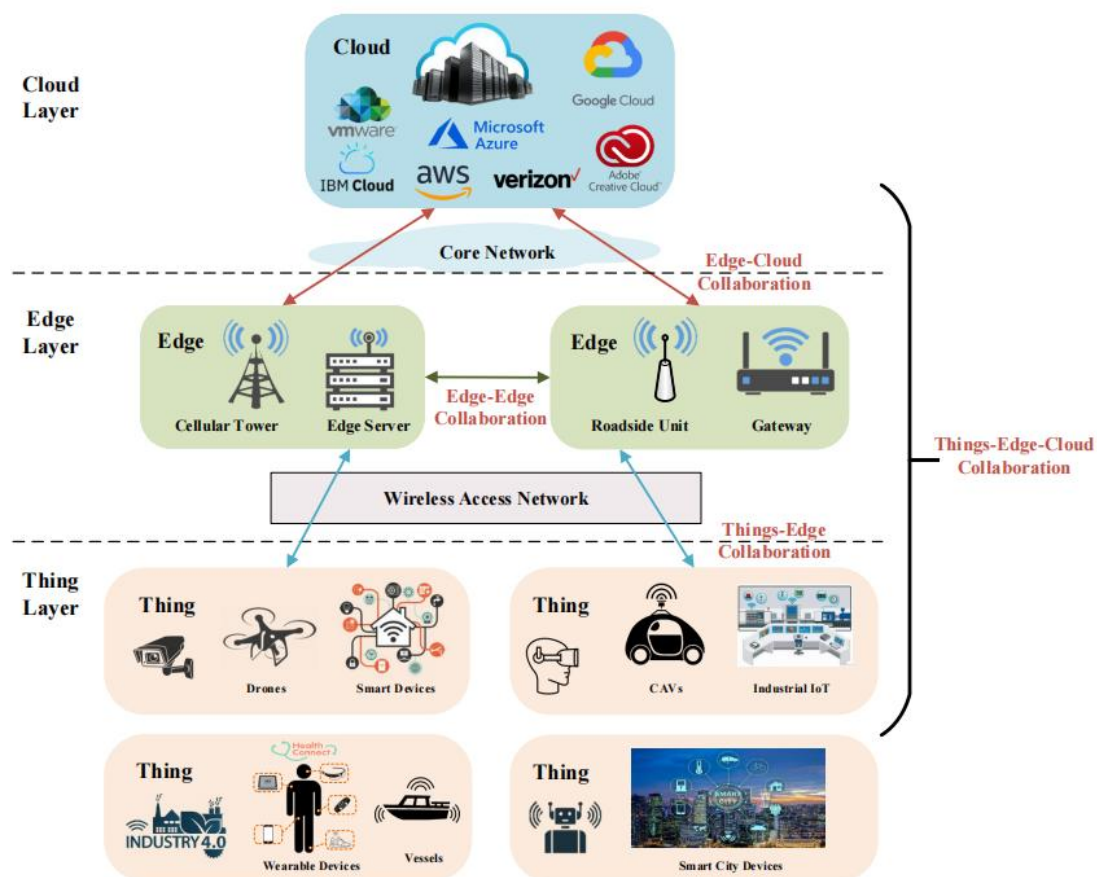 Cloud
Layer
Cloud
Google Cloud
vmware
Microsoft
Azure
IBM Cloud
aws
verizon
Adobe
Creative Cloud
Core Network
Edge-Cloud
Collaboration
Edge
Layer
Edge
Cellular Tower
Edge Server
Edge-Edge
Collaboration
Edge
Roadside Unit
Gateway
Things-Edge-Cloud
Collaboration
Wireless Access Network
Things-Edge
Collaboration
Thing
Layer
Thing
Drones
Smart Devices
Thing
CAVs
Industrial IoT
Thing
INDUSTRY 4.0
Health
Connect
Wearable Devices
Vessels
Thing
SMART
CITY
Smart City Devices